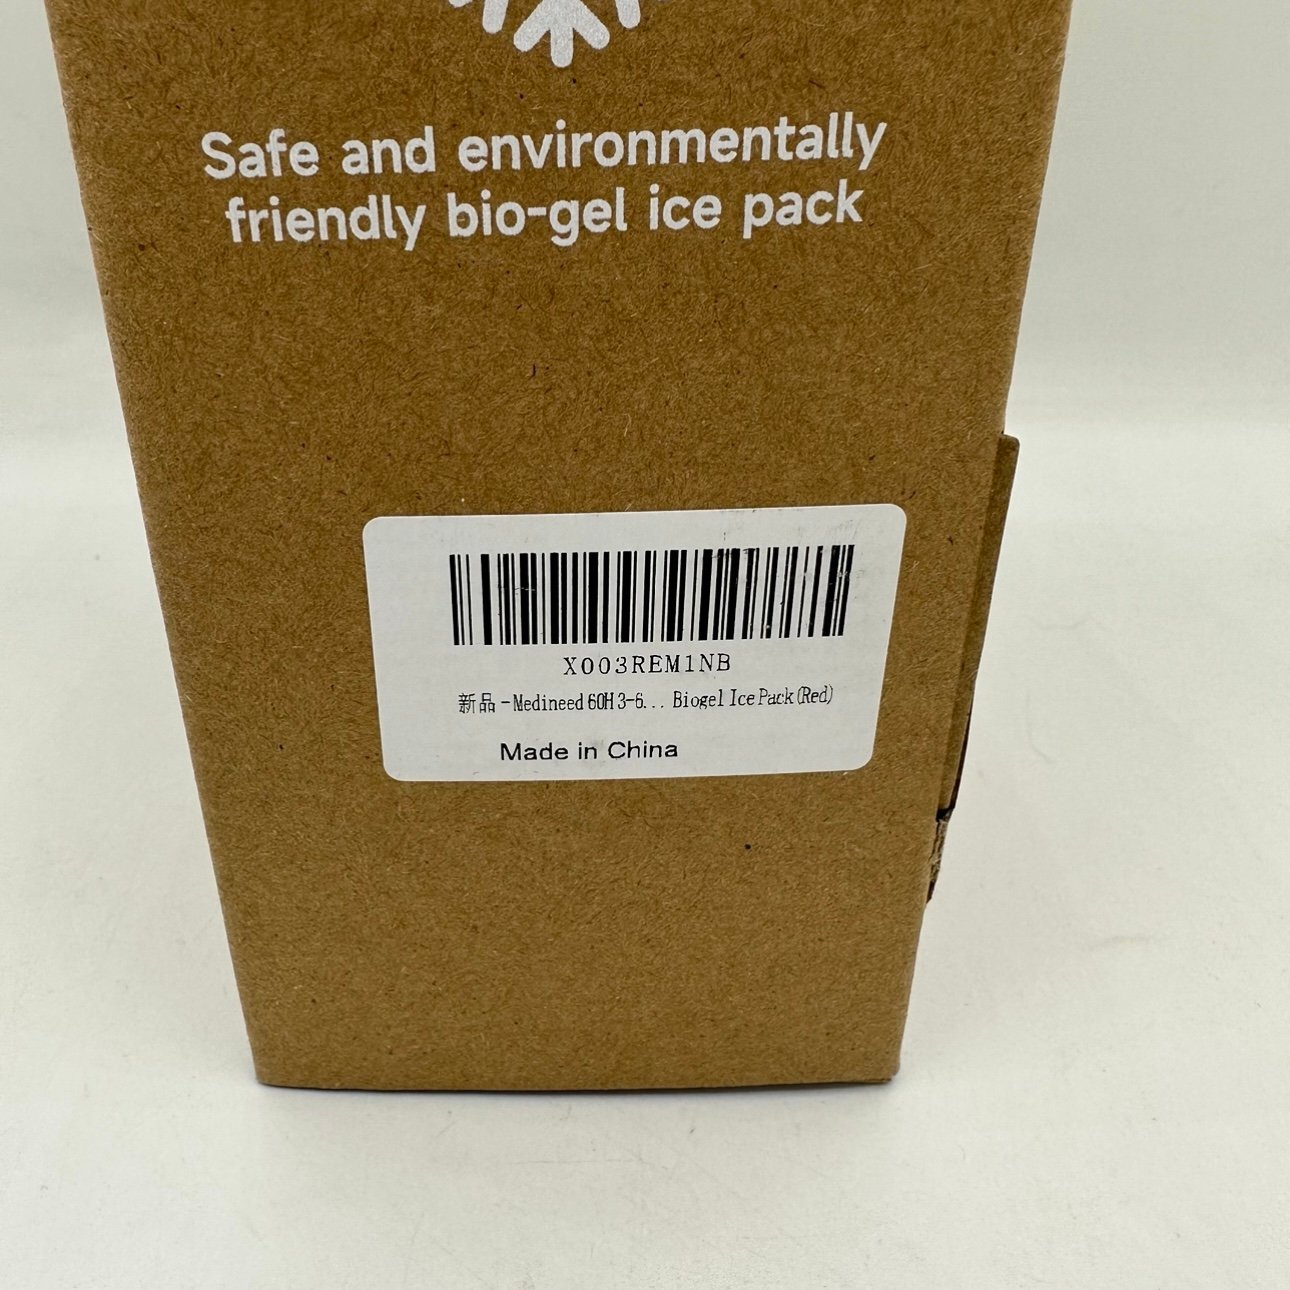 Safe and environmentally
friendly bio-gel ice pack
X003REM1NB
新品 - Medineed 60H 3-6... Biogel Ice Pack (Red)
Made in China